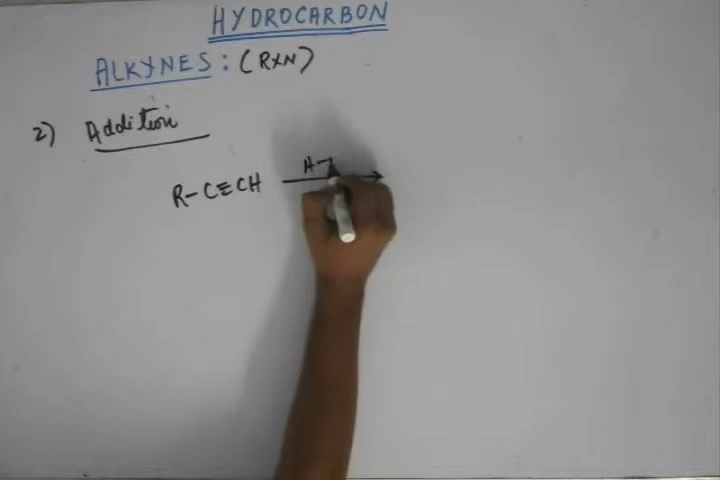 HYDROCARBON
ALKYNES : (RXN)
2) Addition
H
R-C≡CH →